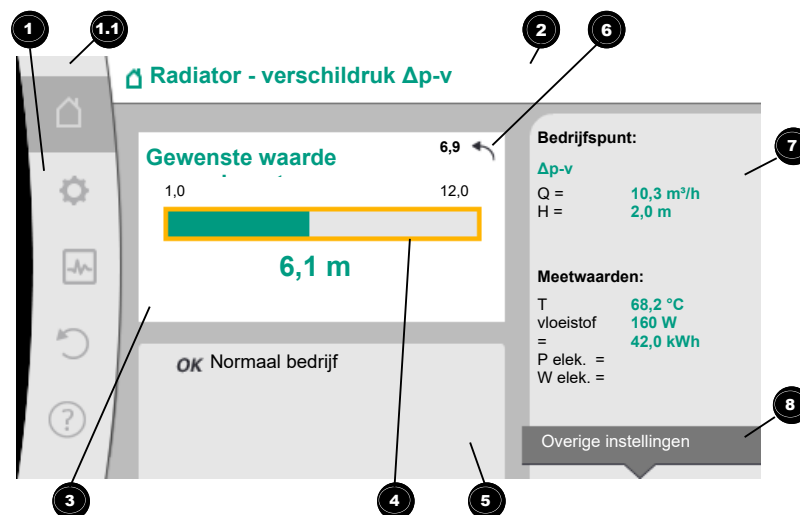 1
1.1
2
6
Radiator - verschildruk Δp-v
7
Gewenste waarde
6,9
1,0
12,0
6,1 m
Bedrijfspunt:
Δp-v
Q = 10,3 m³/h
H = 2,0 m
Meetwaarden:
T 68,2 °C
vloeistof 160 W
= 42,0 kWh
P elek. =
W elek. =
OK Normaal bedrijf
8
Overige instellingen
3
4
5